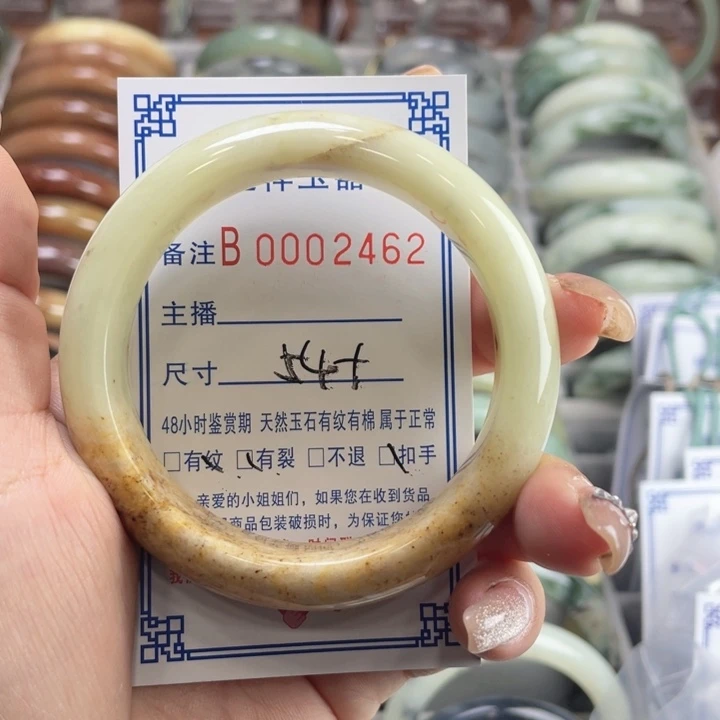 备注B 0002462
主播
尺寸 54+
48小时鉴赏期 天然玉石有纹有棉 属于正常
□有纹 □有裂 □不退 □扣手
亲爱的小姐姐们，如果您在收到货品
商品包装破损时，为保证您